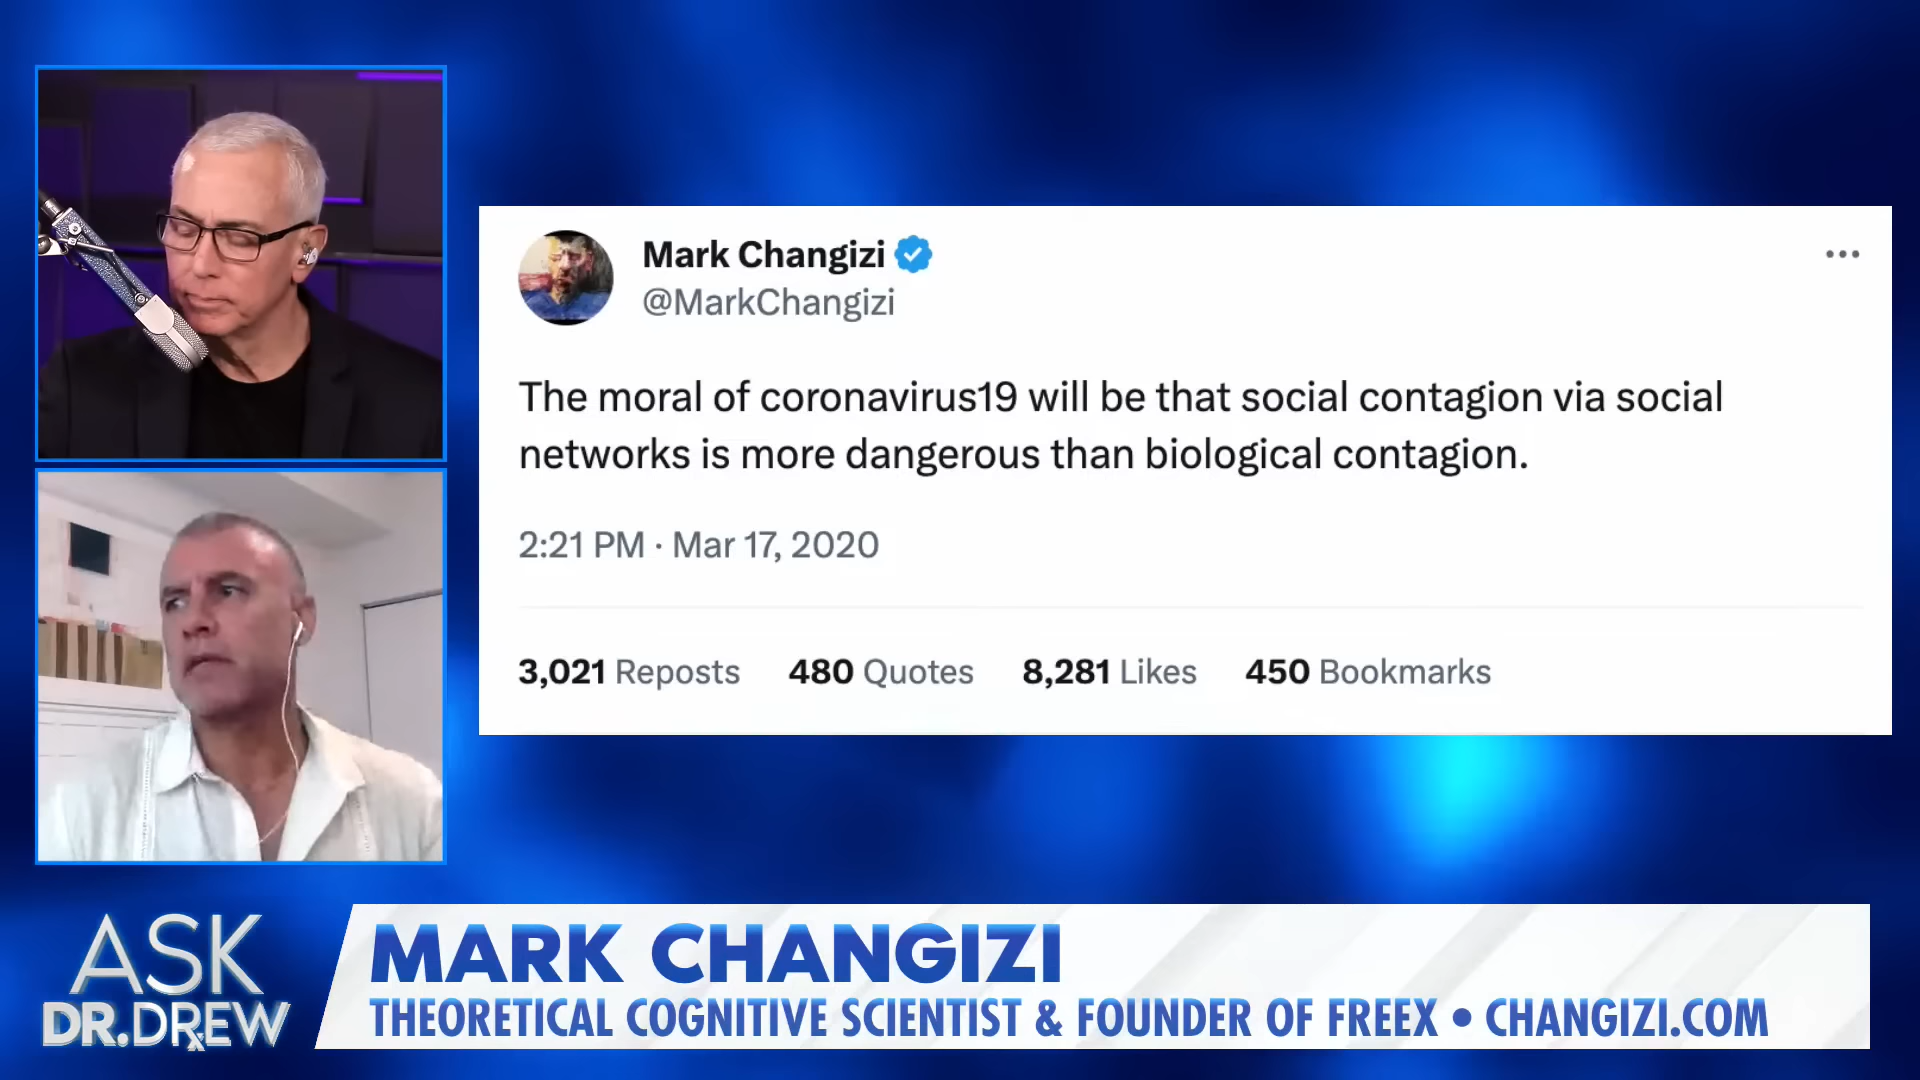 Mark Changizi
@MarkChangizi
The moral of coronavirus19 will be that social contagion via social
networks is more dangerous than biological contagion.
2:21 PM · Mar 17, 2020
3,021 Reposts 480 Quotes 8,281 Likes 450 Bookmarks
ASK
DR.DREW
MARK CHANGIZI
THEORETICAL COGNITIVE SCIENTIST & FOUNDER OF FREEX • CHANGIZI.COM